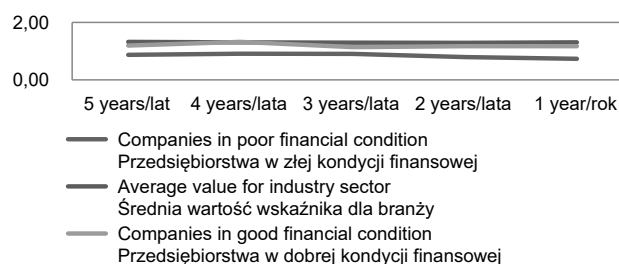 2,00
0,00
5 years/lat 4 years/lata 3 years/lata 2 years/lata 1 year/rok
Companies in poor financial condition
Przedsiębiorstwa w złej kondycji finansowej
Average value for industry sector
Średnia wartość wskaźnika dla branży
Companies in good financial condition
Przedsiębiorstwa w dobrej kondycji finansowej